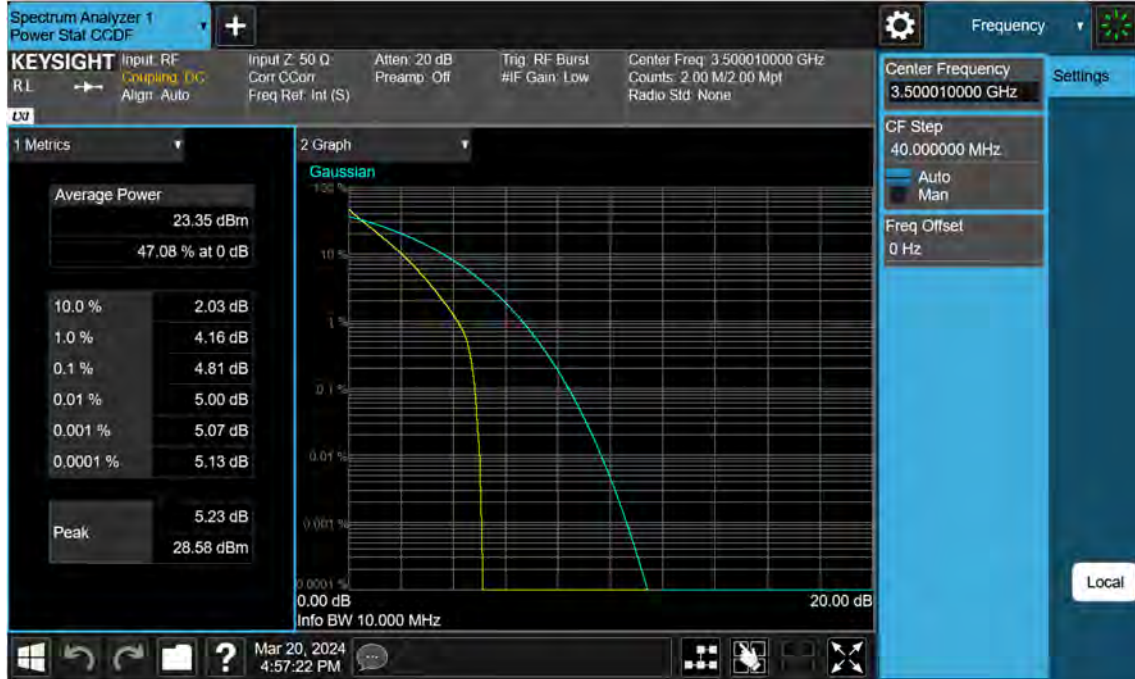 Spectrum Analyzer 1
Power Stat CCDF
Frequency
KEYSIGHT
RL
Input: RF
Coupling: DC
Align: Auto
Input Z: 50 Ω
Corr CCorr
Freq Ref: Int (S)
Atten: 20 dB
Preamp: Off
Trig: RF Burst
#IF Gain: Low
Center Freq: 3.500010000 GHz
Counts: 2.00 M/2.00 Mpt
Radio Std: None
Center Frequency
3.500010000 GHz
Settings
CF Step
40.000000 MHz
Auto
Man
Freq Offset
0 Hz
1 Metrics
Average Power
23.35 dBm
47.08 % at 0 dB
10.0 % 2.03 dB
1.0 % 4.16 dB
0.1 % 4.81 dB
0.01 % 5.00 dB
0.001 % 5.07 dB
0.0001 % 5.13 dB
Peak
5.23 dB
28.58 dBm
2 Graph
Gaussian
100 %
10 %
1 %
0.1 %
0.01 %
0.001 %
0.0001 %
0.00 dB
20.00 dB
Info BW 10.000 MHz
Local
?
Mar 20, 2024
4:57:22 PM